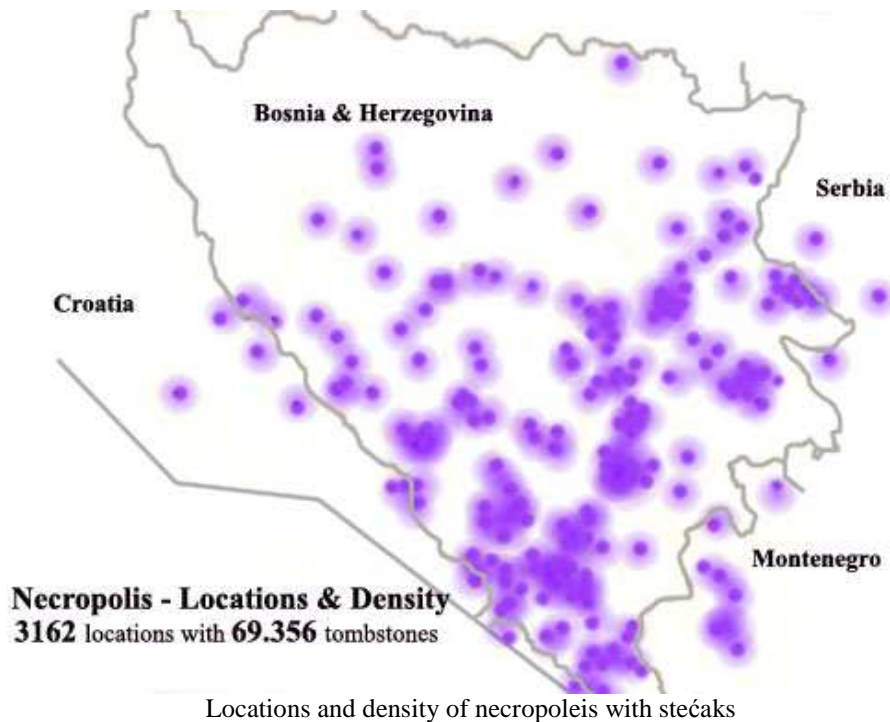 Bosnia & Herzegovina
Serbia
Croatia
Montenegro
Necropolis - Locations & Density
3162 locations with 69.356 tombstones
Locations and density of necropoleis with stećaks